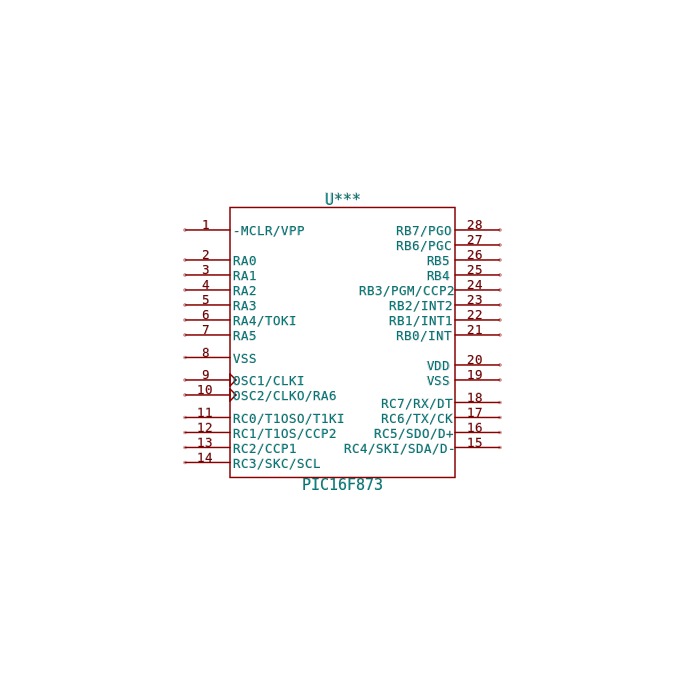 U***
1 -MCLR/VPP RB7/PGO 28
RB6/PGC 27
2 RA0 RB5 26
3 RA1 RB4 25
4 RA2 RB3/PGM/CCP2 24
5 RA3 RB2/INT2 23
6 RA4/TOKI RB1/INT1 22
7 RA5 RB0/INT 21
8 VSS VDD 20
9 OSC1/CLKI VSS 19
10 OSC2/CLKO/RA6 RC7/RX/DT 18
11 RC0/T1OSO/T1KI RC6/TX/CK 17
12 RC1/T1OS/CCP2 RC5/SDO/D+ 16
13 RC2/CCP1 RC4/SKI/SDA/D- 15
14 RC3/SKC/SCL
PIC16F873